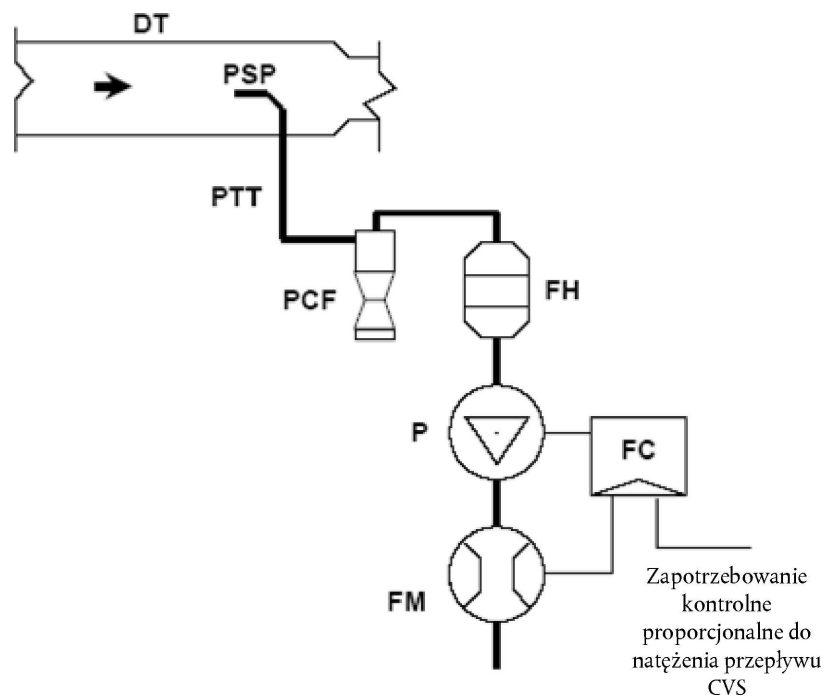 DT
PSP
PTT
PCF
FH
P
FC
FM
Zapotrzebowanie
kontrolne
proporcjonalne do
natężenia przepływu
CVS